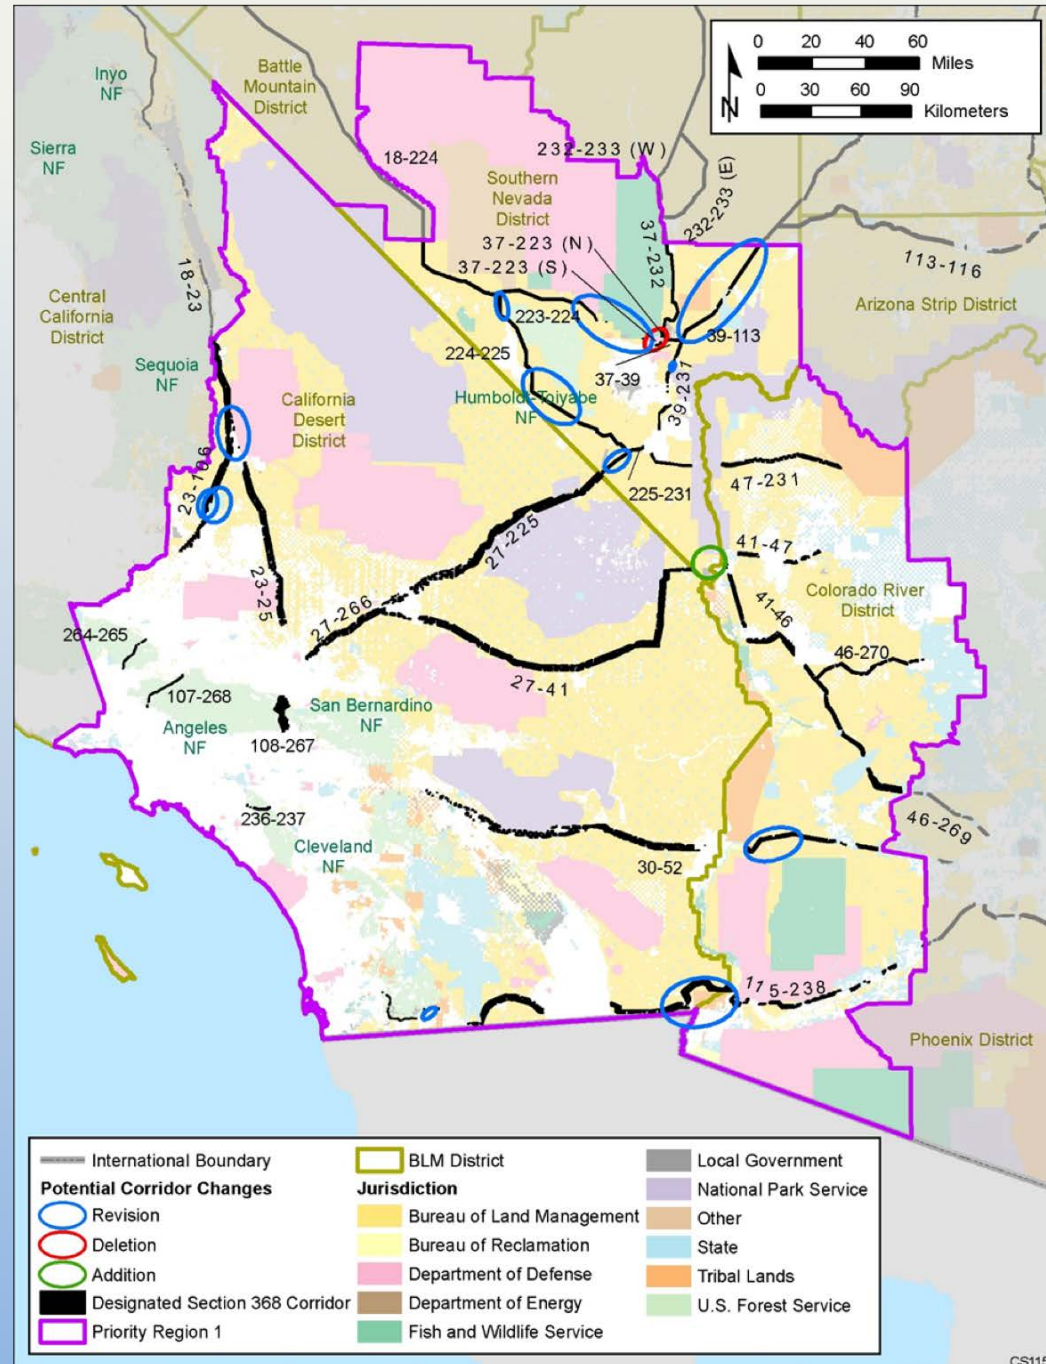 0 20 40 60
Miles
0 30 60 90
Kilometers
N
Inyo
NF
Battle
Mountain
District
Sierra
NF
18-224
232-233 (W)
Southern
Nevada
District
232-233 (E)
37-223 (N)
37-223 (S)
37-232
113-116
18-23
Central
California
District
Arizona Strip District
223-224
39-113
224-225
Sequoia
NF
37-39
39-237
California
Desert
District
Humboldt-Toiyabe
NF
23-106
47-231
225-231
27-225
41-47
23-25
Colorado River
District
41-46
27-266
264-265
46-270
27-41
107-268
San Bernardino
NF
Angeles
NF
108-267
236-237
46-269
Cleveland
NF
30-52
115-238
Phoenix District
International Boundary
Potential Corridor Changes
Revision
Deletion
Addition
Designated Section 368 Corridor
Priority Region 1
BLM District
Jurisdiction
Bureau of Land Management
Bureau of Reclamation
Department of Defense
Department of Energy
Fish and Wildlife Service
Local Government
National Park Service
Other
State
Tribal Lands
U.S. Forest Service